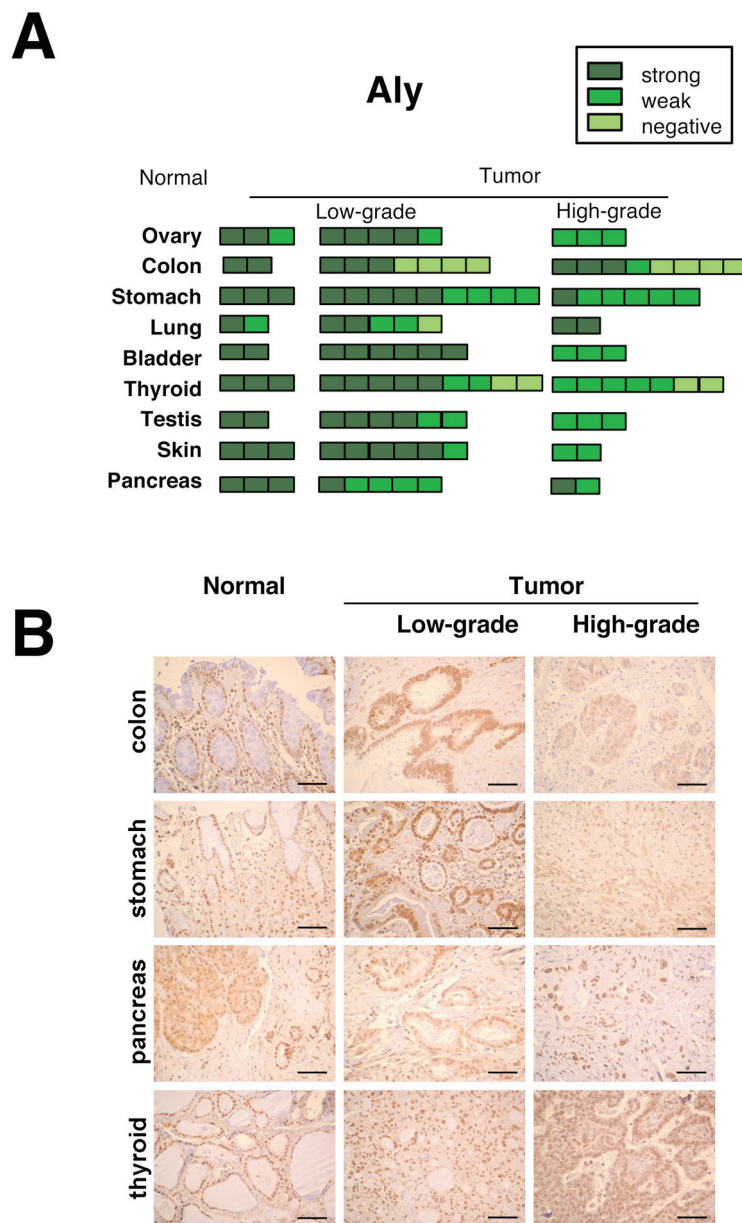 A
Aly
strong
weak
negative
Normal
Tumor
Low-grade
High-grade
Ovary
Colon
Stomach
Lung
Bladder
Thyroid
Testis
Skin
Pancreas
B
Normal
Tumor
Low-grade
High-grade
colon
stomach
pancreas
thyroid